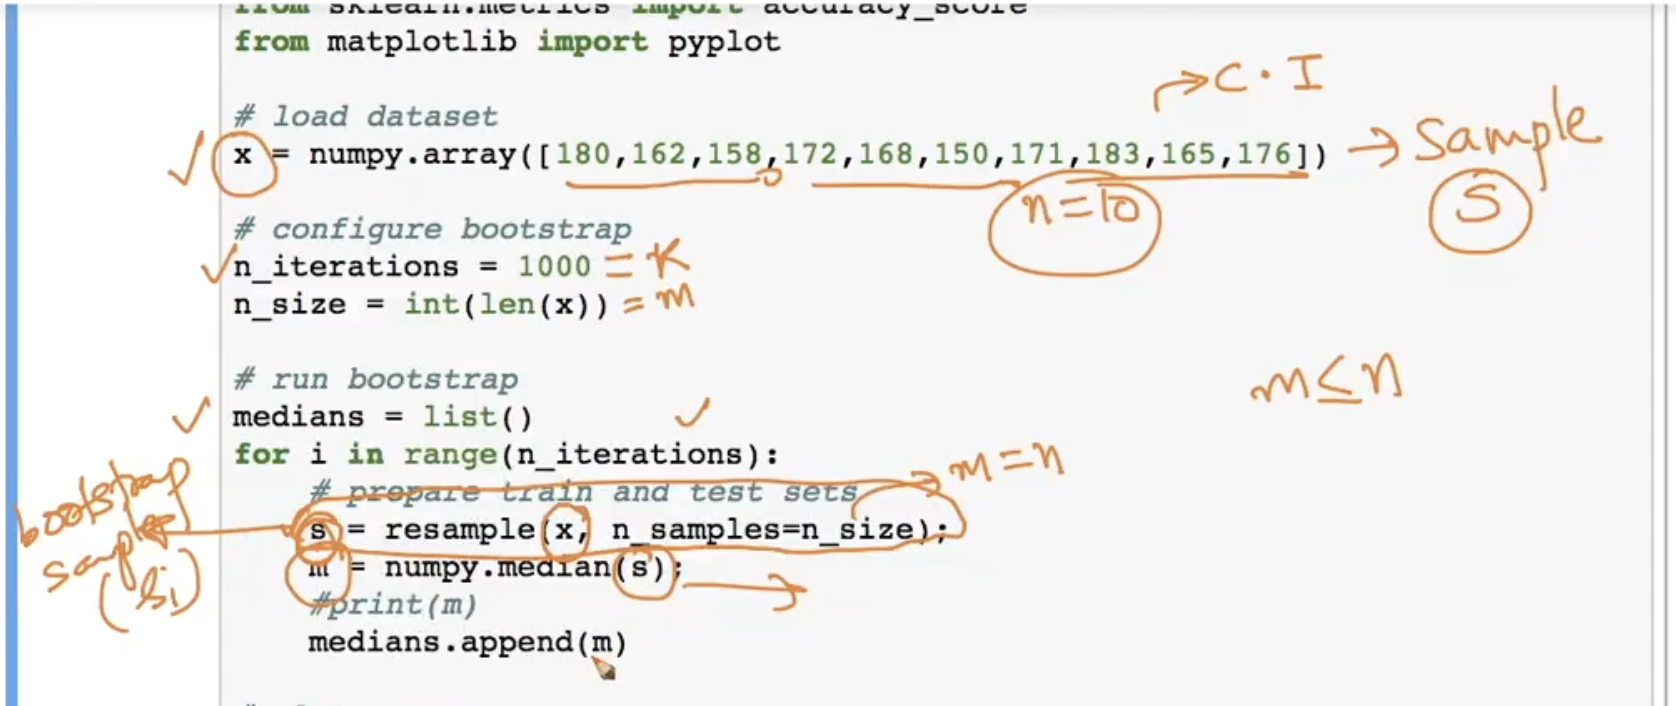 from sklearn.metrics import accuracy_score
from matplotlib import pyplot
→ C.I
# load dataset
x = numpy.array([180,162,158,172,168,150,171,183,165,176]) → Sample
n=10
S
# configure bootstrap
n_iterations = 1000 = K
n_size = int(len(x)) = m
m≤n
# run bootstrap
medians = list()
for i in range(n_iterations):
m=n
# prepare train and test sets
bootstrap
samples
(si)
s = resample(x, n_samples=n_size);
m = numpy.median(s);
#print(m)
medians.append(m)